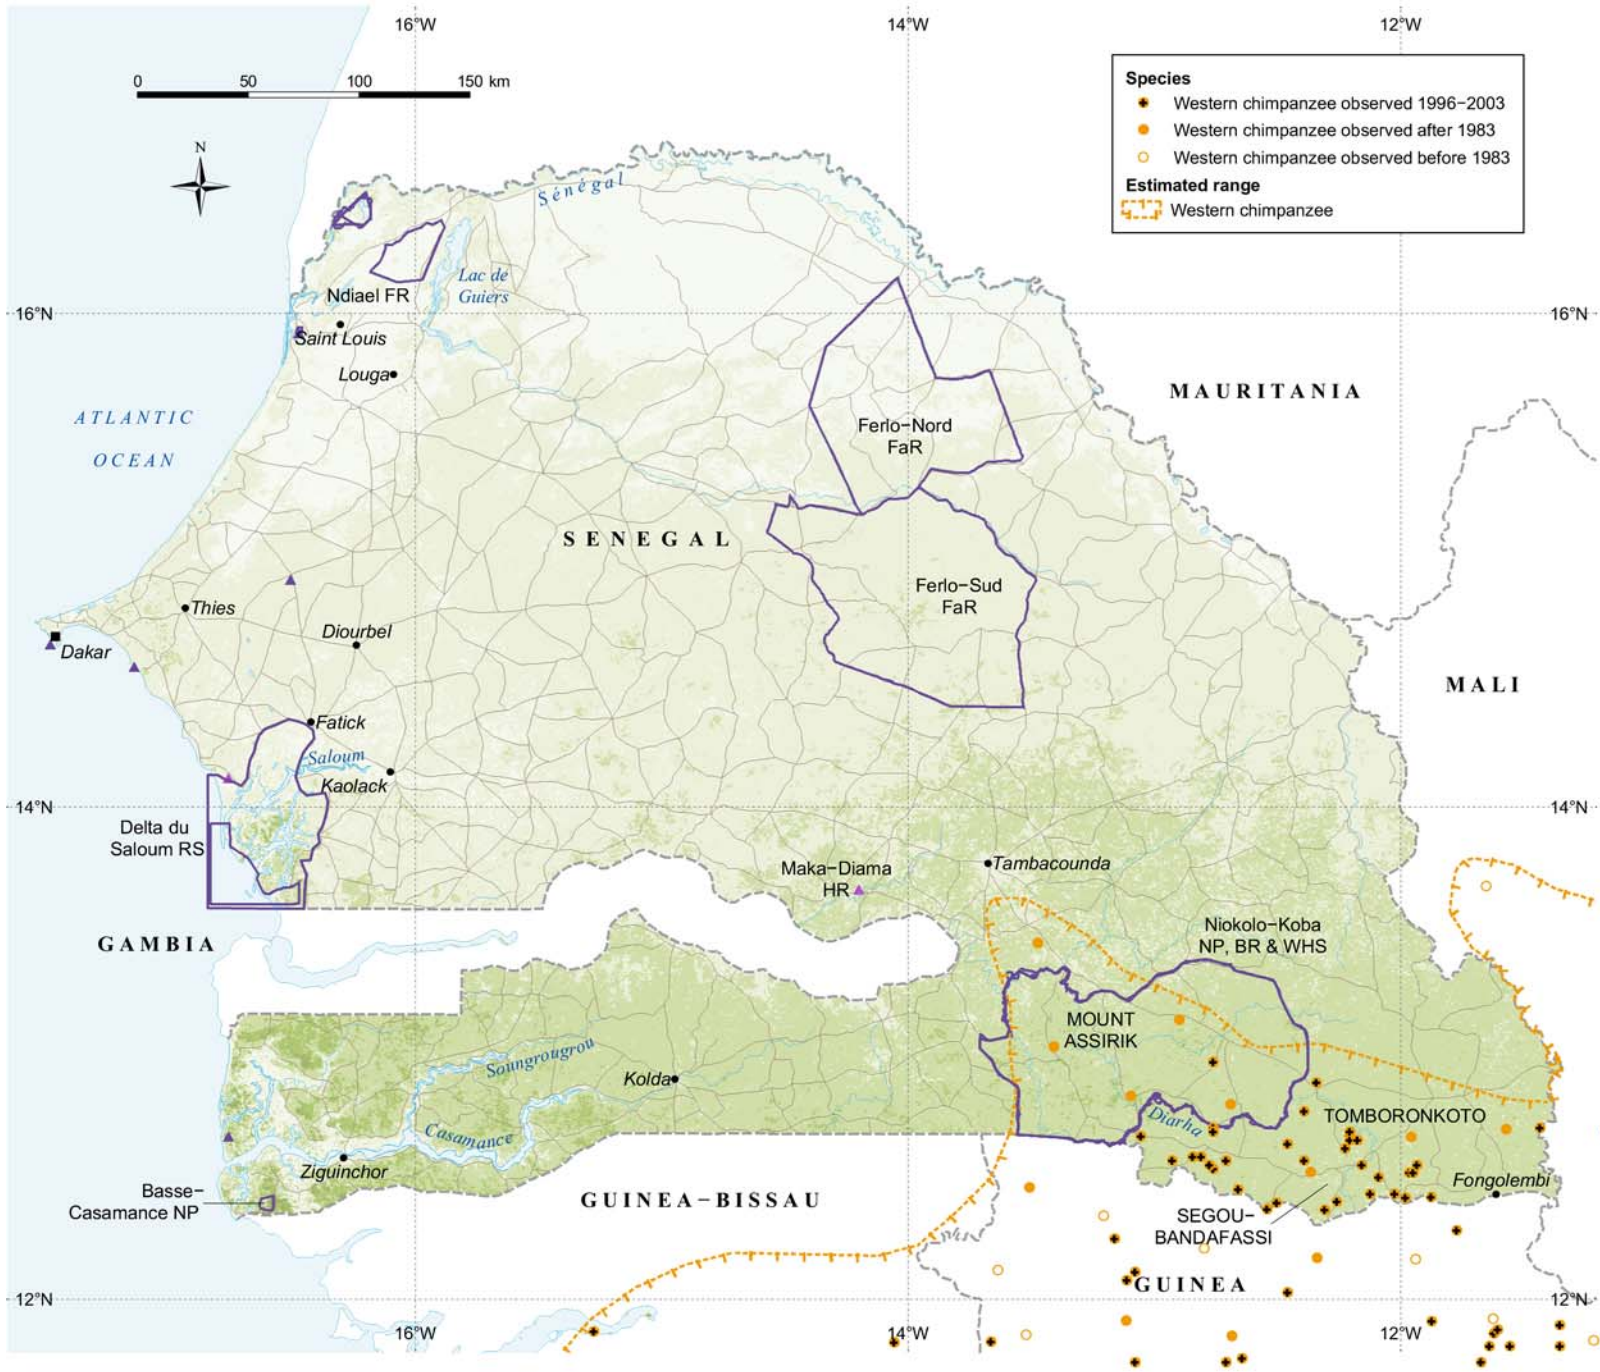 16°W
14°W
12°W
0 50 100 150 km
N
Species
Western chimpanzee observed 1996−2003
Western chimpanzee observed after 1983
Western chimpanzee observed before 1983
Estimated range
Western chimpanzee
Sénégal
Lac de
Guiers
Ndiael FR
16°N
16°N
Saint Louis
Louga
MAURITANIA
ATLANTIC
OCEAN
Ferlo−Nord
FaR
SENEGAL
Ferlo−Sud
FaR
Thies
Diourbel
Dakar
MALI
Fatick
Saloum
Kaolack
14°N
14°N
Delta du
Saloum RS
Maka−Diama
HR
Tambacounda
Niokolo−Koba
NP, BR & WHS
GAMBIA
MOUNT
ASSIRIK
Soungrougrou
Kolda
Casamance
Diarha
TOMBORONKOTO
Ziguinchor
Fongolembi
Basse−
Casamance NP
GUINEA−BISSAU
SEGOU−
BANDAFASSI
GUINEA
12°N
12°N
16°W
14°W
12°W